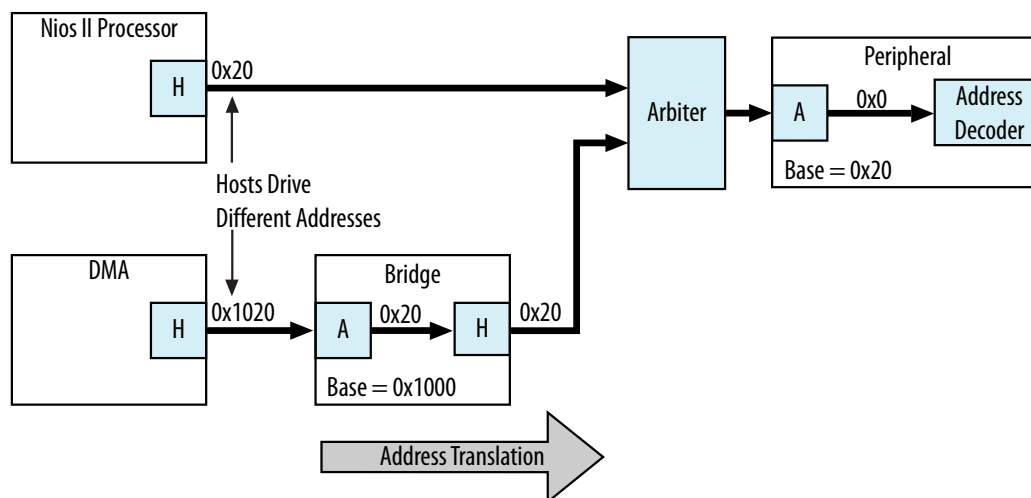 Nios II Processor
H
0x20
Arbiter
Peripheral
A
0x0
Address
Decoder
Base = 0x20
Hosts Drive
Different Addresses
DMA
H
0x1020
Bridge
A
0x20
H
0x20
Base = 0x1000
Address Translation